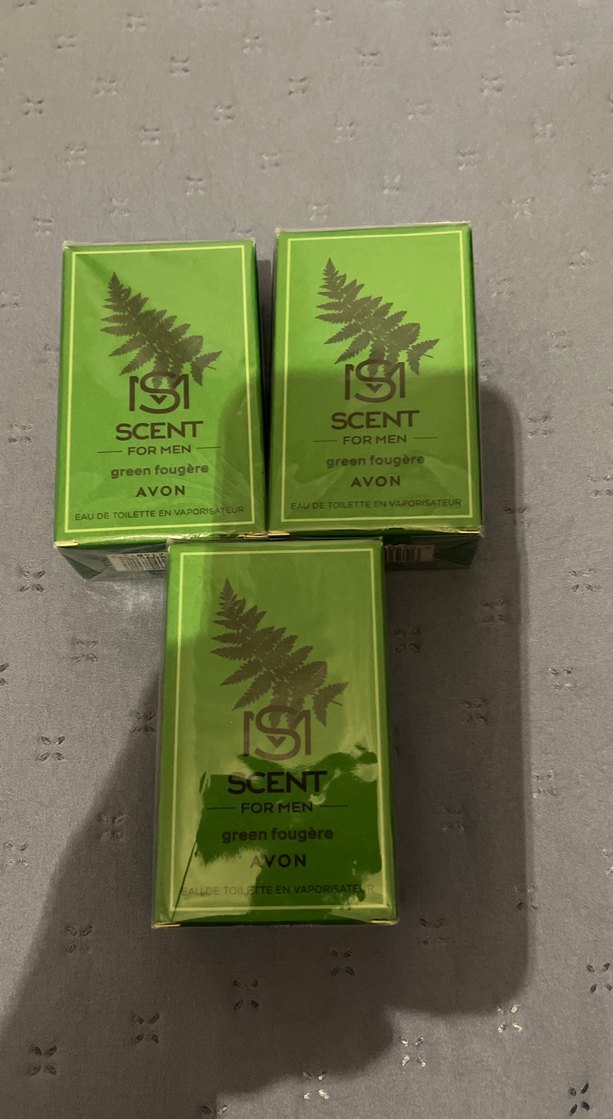 SM
SCENT
FOR MEN
green fougère
AVON
EAU DE TOILETTE EN VAPORISATEUR
SM
SCENT
FOR MEN
green fougère
AVON
EAU DE TOILETTE EN VAPORISATEUR
SM
SCENT
FOR MEN
green fougère
AVON
EAU DE TOILETTE EN VAPORISATEUR